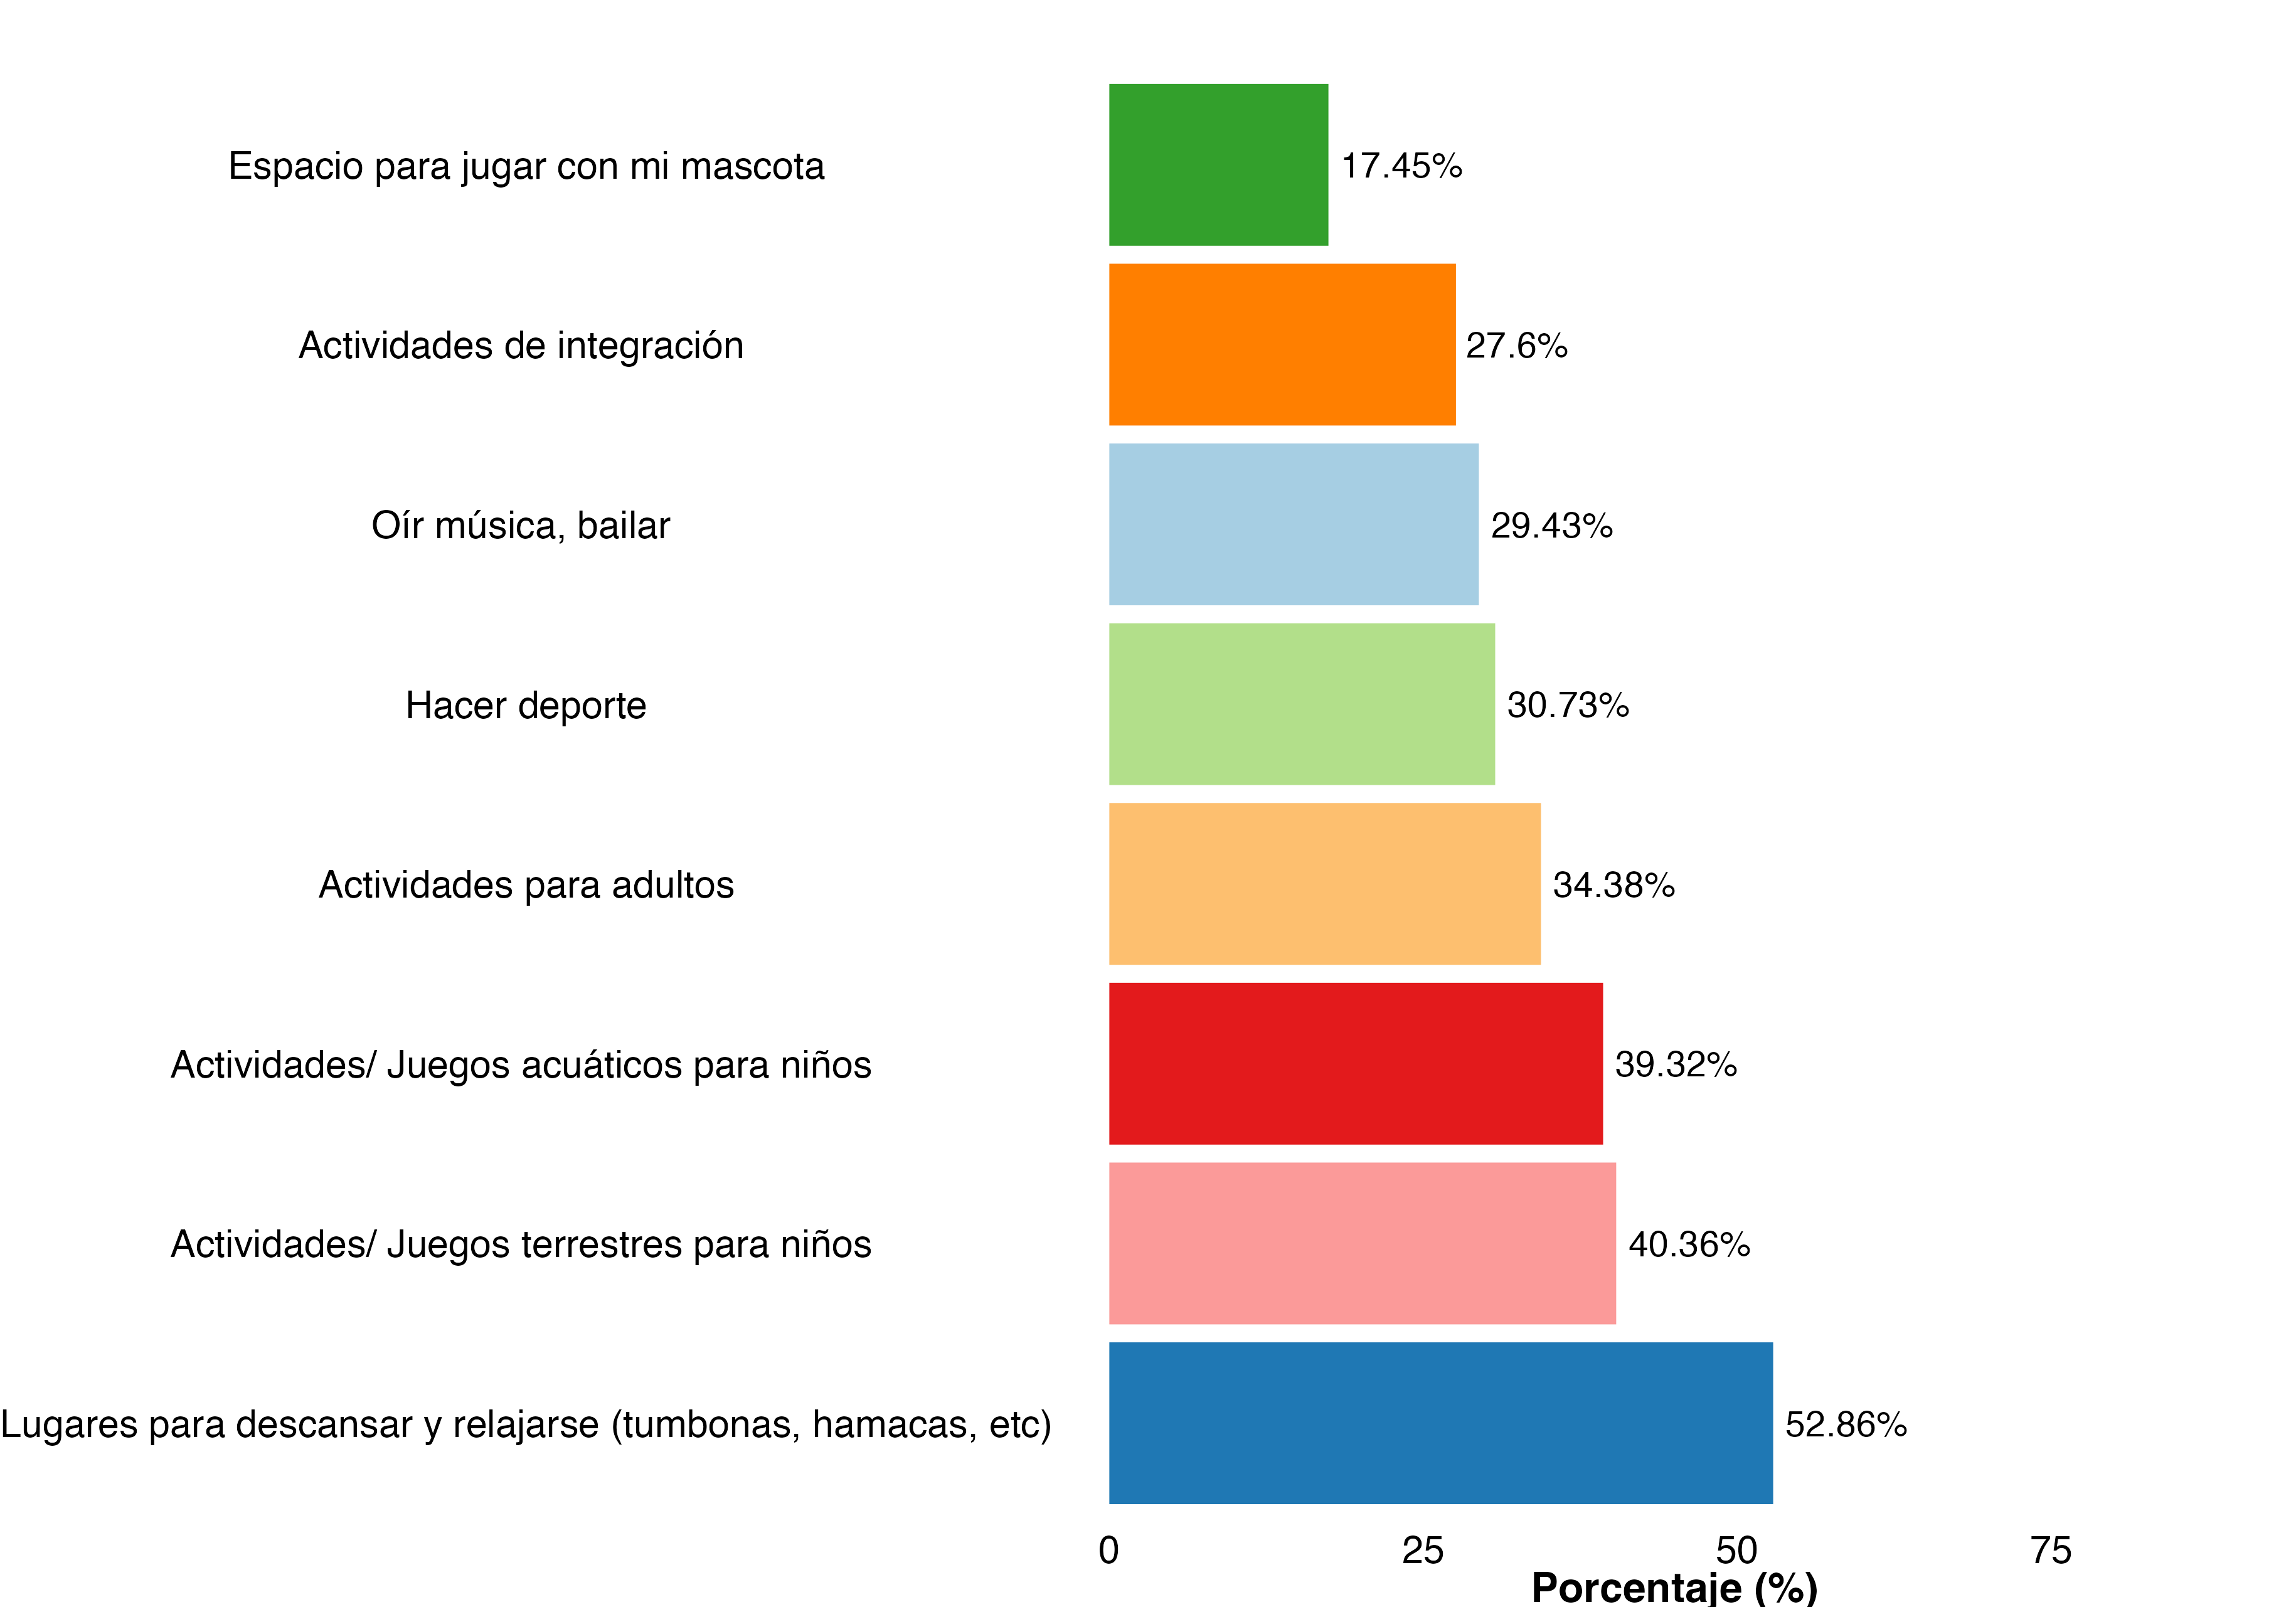 Espacio para jugar con mi mascota 17.45%
Actividades de integración 27.6%
Oír música, bailar 29.43%
Hacer deporte 30.73%
Actividades para adultos 34.38%
Actividades/ Juegos acuáticos para niños 39.32%
Actividades/ Juegos terrestres para niños 40.36%
Lugares para descansar y relajarse (tumbonas, hamacas, etc) 52.86%
0 25 50 75
Porcentaje (%)